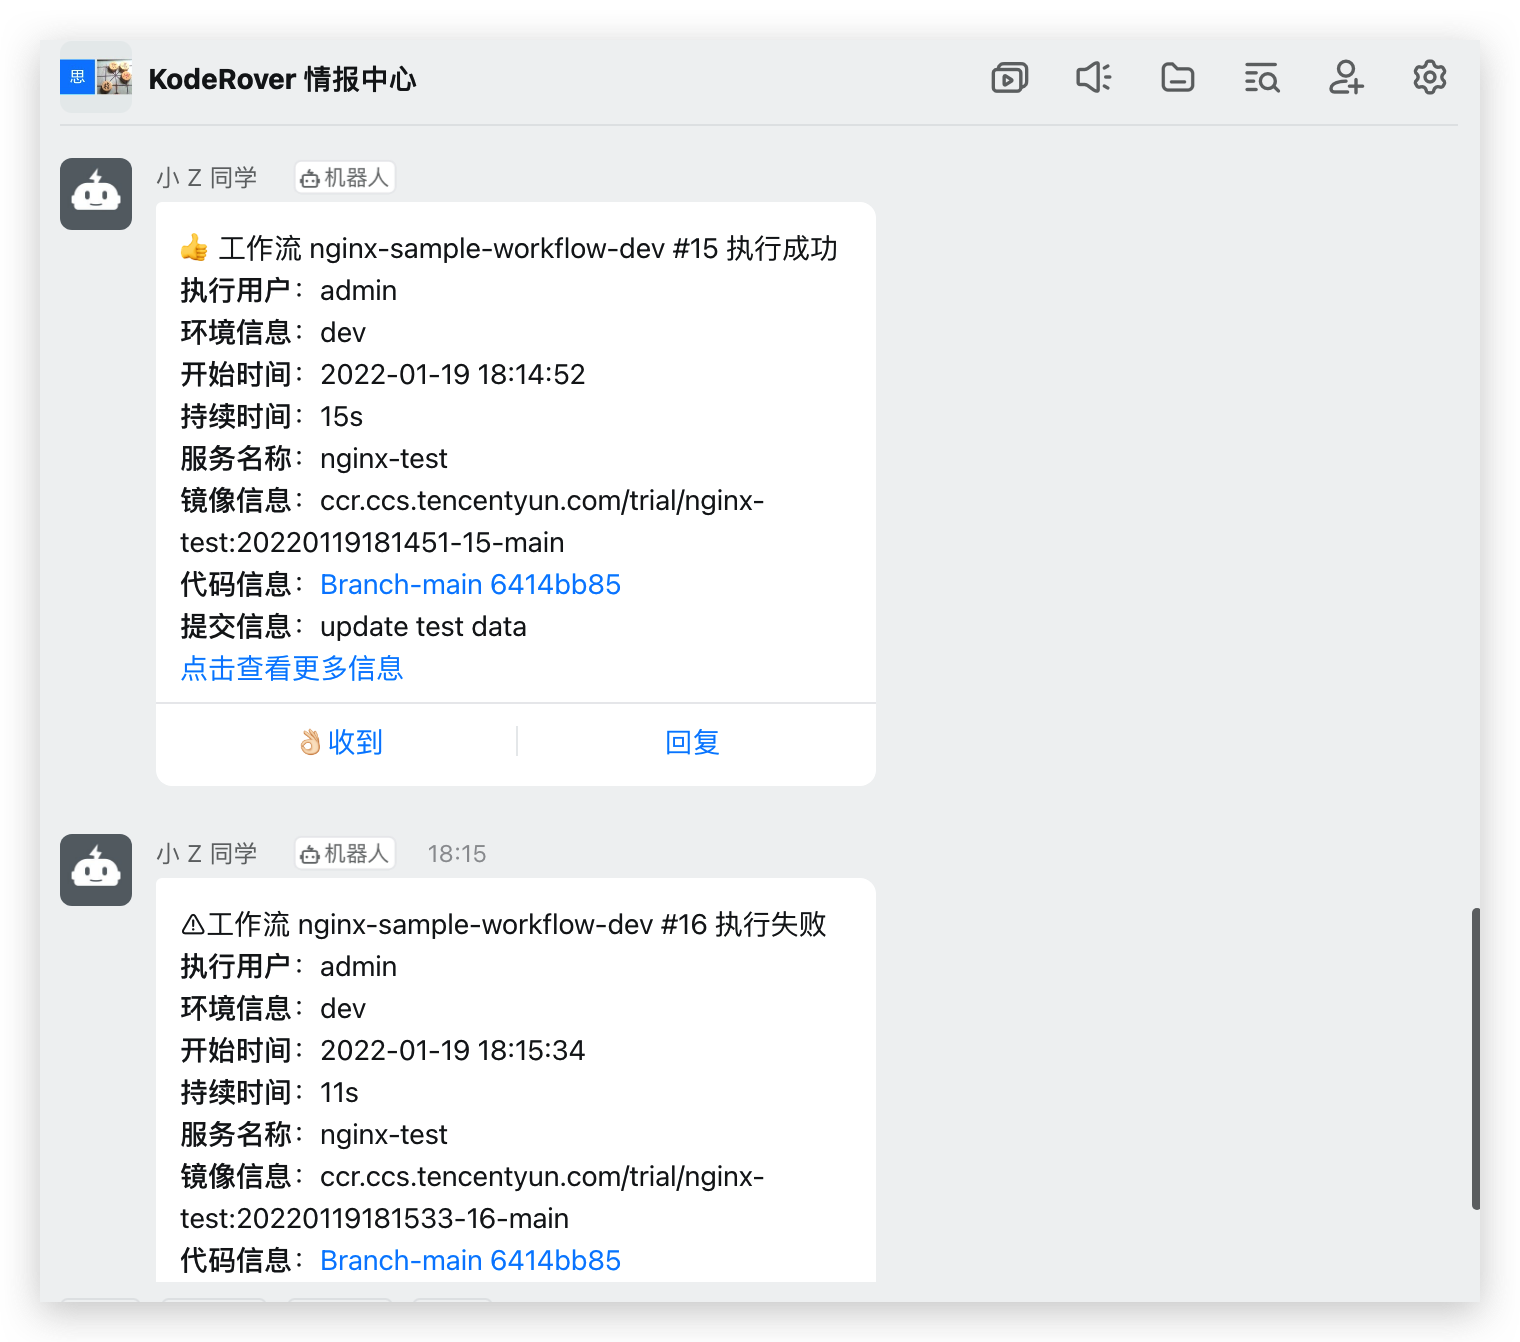 思
KodeRover 情报中心
小 Z 同学 机器人
👍 工作流 nginx-sample-workflow-dev #15 执行成功
执行用户：admin
环境信息：dev
开始时间：2022-01-19 18:14:52
持续时间：15s
服务名称：nginx-test
镜像信息：ccr.ccs.tencentyun.com/trial/nginx-
test:20220119181451-15-main
代码信息：Branch-main 6414bb85
提交信息：update test data
点击查看更多信息
👌🏻收到 回复
小 Z 同学 机器人 18:15
⚠工作流 nginx-sample-workflow-dev #16 执行失败
执行用户：admin
环境信息：dev
开始时间：2022-01-19 18:15:34
持续时间：11s
服务名称：nginx-test
镜像信息：ccr.ccs.tencentyun.com/trial/nginx-
test:20220119181533-16-main
代码信息：Branch-main 6414bb85